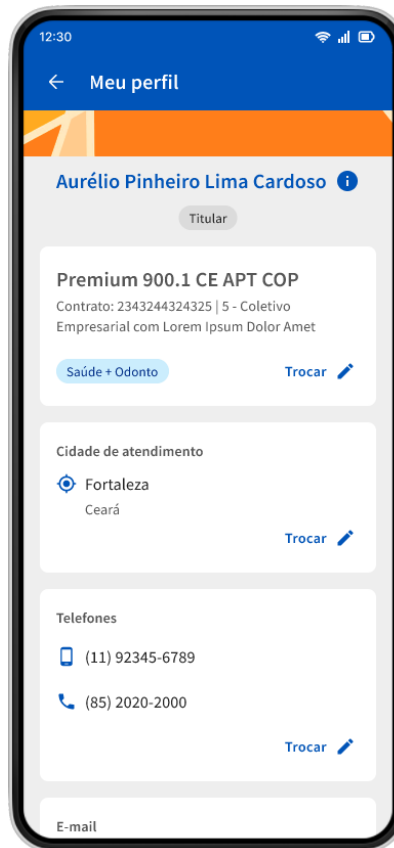 12:30
Meu perfil
Aurélio Pinheiro Lima Cardoso
Titular
Premium 900.1 CE APT COP
Contrato: 2343244324325 | 5 - Coletivo
Empresarial com Lorem Ipsum Dolor Amet
Saúde + Odonto
Trocar
Cidade de atendimento
Fortaleza
Ceará
Trocar
Telefones
(11) 92345-6789
(85) 2020-2000
Trocar
E-mail